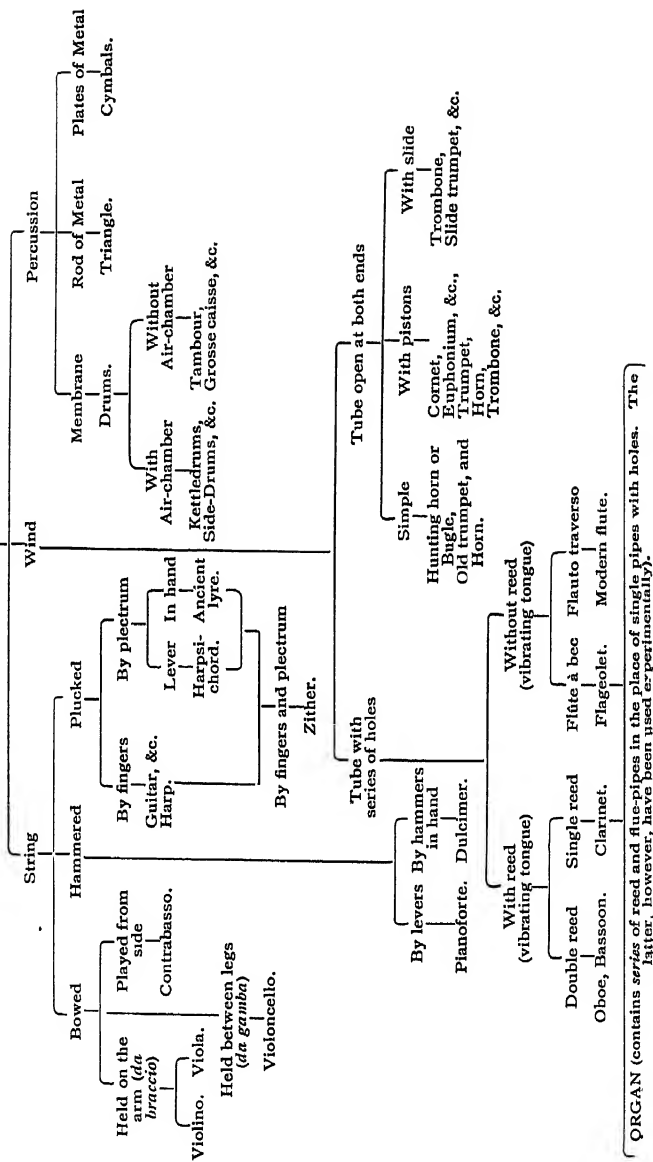 String
Percussion
Bowed
Hammered
Plucked
Wind
Membrane
Rod of Metal
Plates of Metal
Held on the
arm (da
braccio)
Played from
side
By fingers
By plectrum
Drums.
Triangle.
Cymbals.
Violino. Viola.
Contrabasso.
Guitar, &c.
Harp.
Lever
In hand
Harpsi-
chord.
Ancient
lyre.
With
Air-chamber
Without
Air-chamber
Held between legs
(da gamba)
Violoncello.
Kettledrums,
Side-Drums, &c.
Tambour,
Grosse caisse, &c.
By fingers and plectrum
Zither.
Tube with
series of holes
Tube open at both ends
By levers
By hammers
in hand
Simple
With pistons
With slide
Pianoforte.
Dulcimer.
Hunting horn or
Bugle,
Old trumpet, and
Horn.
Cornet,
Euphonium, &c.,
Trumpet,
Horn,
Trombone, &c.
Trombone,
Slide trumpet, &c.
With reed
(vibrating tongue)
Without reed
(vibrating tongue)
Double reed
Single reed
Flûte à bec
Flauto traverso
Oboe, Bassoon.
Clarinet.
Flageolet.
Modern flute.
ORGAN (contains series of reed and flue-pipes in the place of single pipes with holes. The
latter, however, have been used experimentally).